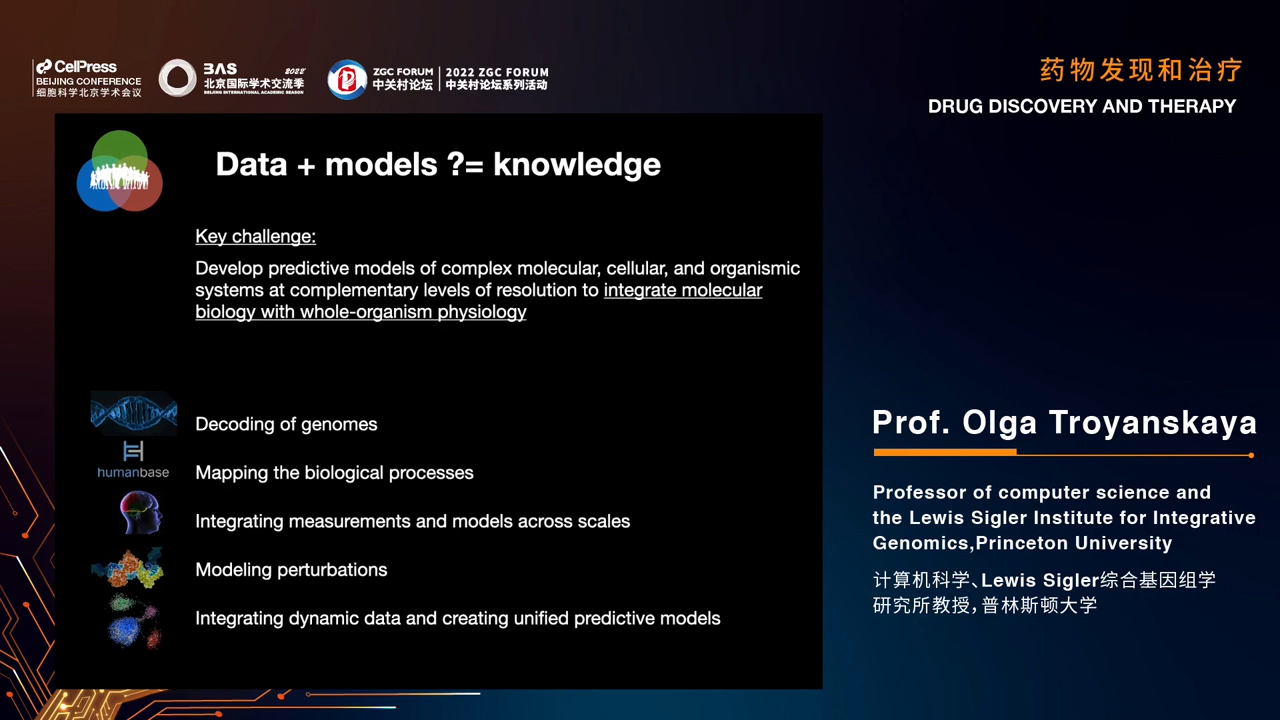 CellPress
BEIJING CONFERENCE
细胞科学北京学术会议
BAS 2022
北京国际学术交流季
BEIJING INTERNATIONAL ACADEMIC SEASON
ZGC FORUM
中关村论坛
2022 ZGC FORUM
中关村论坛系列活动
药物发现和治疗
DRUG DISCOVERY AND THERAPY
Data + models ?= knowledge
Key challenge:
Develop predictive models of complex molecular, cellular, and organismic
systems at complementary levels of resolution to integrate molecular
biology with whole-organism physiology
Decoding of genomes
humanbase
Mapping the biological processes
Integrating measurements and models across scales
Modeling perturbations
Integrating dynamic data and creating unified predictive models
Prof. Olga Troyanskaya
Professor of computer science and
the Lewis Sigler Institute for Integrative
Genomics,Princeton University
计算机科学、Lewis Sigler综合基因组学
研究所教授，普林斯顿大学